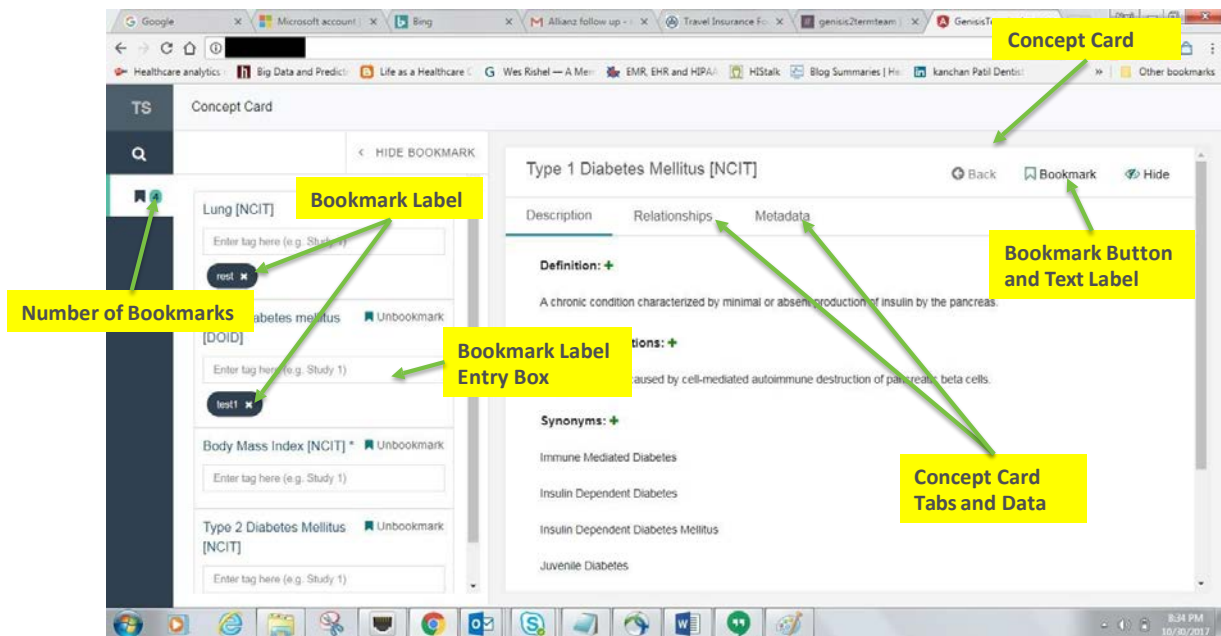 Google
Microsoft account
Bing
Allianz follow up -
Travel Insurance Fo
genisis2termteam
Concept Card
Healthcare analytics
Big Data and Predict
Life as a Healthcare C
Wes Rishel — A Mem
EMR, EHR and HIPAA
HIStalk
Blog Summaries | He
kanchan Patil Dentist
»
Other bookmarks
TS
Concept Card
< HIDE BOOKMARK
4
Lung [NCIT]
Enter tag here (e.g. Study 1)
rest ×
Bookmark Label
Number of Bookmarks
abetes mellitus
[DOID]
Unbookmark
Enter tag here (e.g. Study 1)
test1 ×
Bookmark Label
Entry Box
Body Mass Index [NCIT] *
Unbookmark
Enter tag here (e.g. Study 1)
Type 2 Diabetes Mellitus
[NCIT]
Unbookmark
Enter tag here (e.g. Study 1)
Type 1 Diabetes Mellitus [NCIT]
Back
Bookmark
Hide
Description
Relationships
Metadata
Bookmark Button
and Text Label
Definition: +
A chronic condition characterized by minimal or absent production of insulin by the pancreas.
tions: +
caused by cell-mediated autoimmune destruction of pancreatic beta cells.
Synonyms: +
Immune Mediated Diabetes
Insulin Dependent Diabetes
Insulin Dependent Diabetes Mellitus
Juvenile Diabetes
Concept Card
Tabs and Data
8:34 PM
10/30/2017